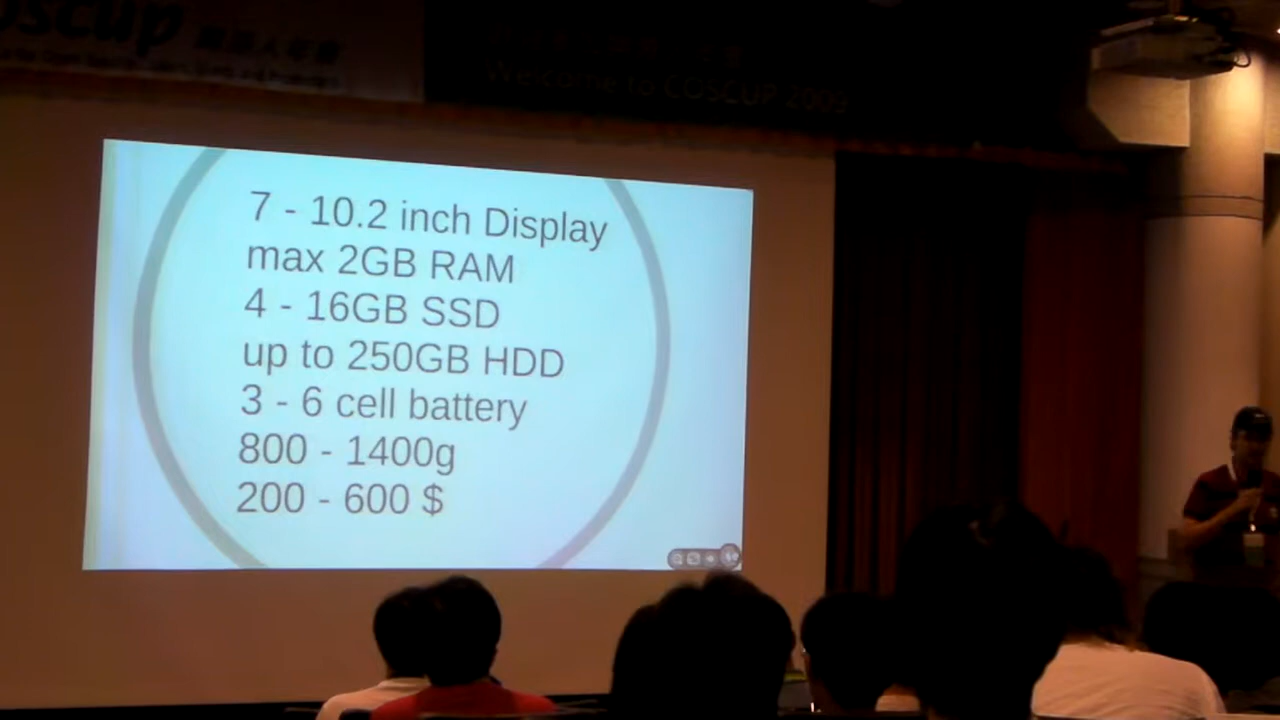 oscup
Welcome to COSCUP 2009
7 - 10.2 inch Display
max 2GB RAM
4 - 16GB SSD
up to 250GB HDD
3 - 6 cell battery
800 - 1400g
200 - 600 $